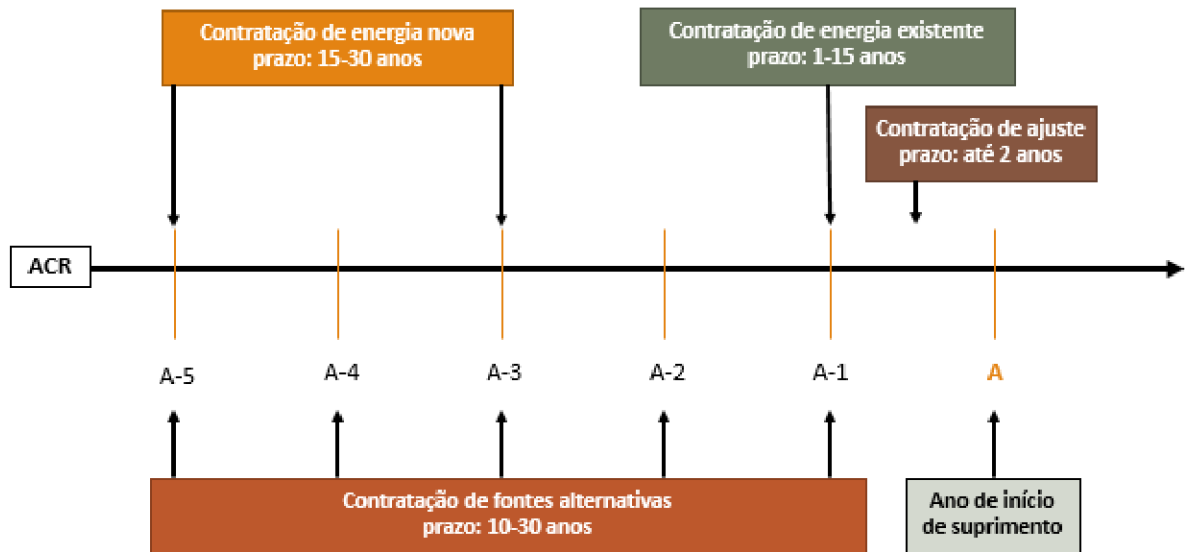 Contratação de energia nova
prazo: 15-30 anos
Contratação de energia existente
prazo: 1-15 anos
Contratação de ajuste
prazo: até 2 anos
ACR
A-5
A-4
A-3
A-2
A-1
A
Contratação de fontes alternativas
prazo: 10-30 anos
Ano de início
de suprimento